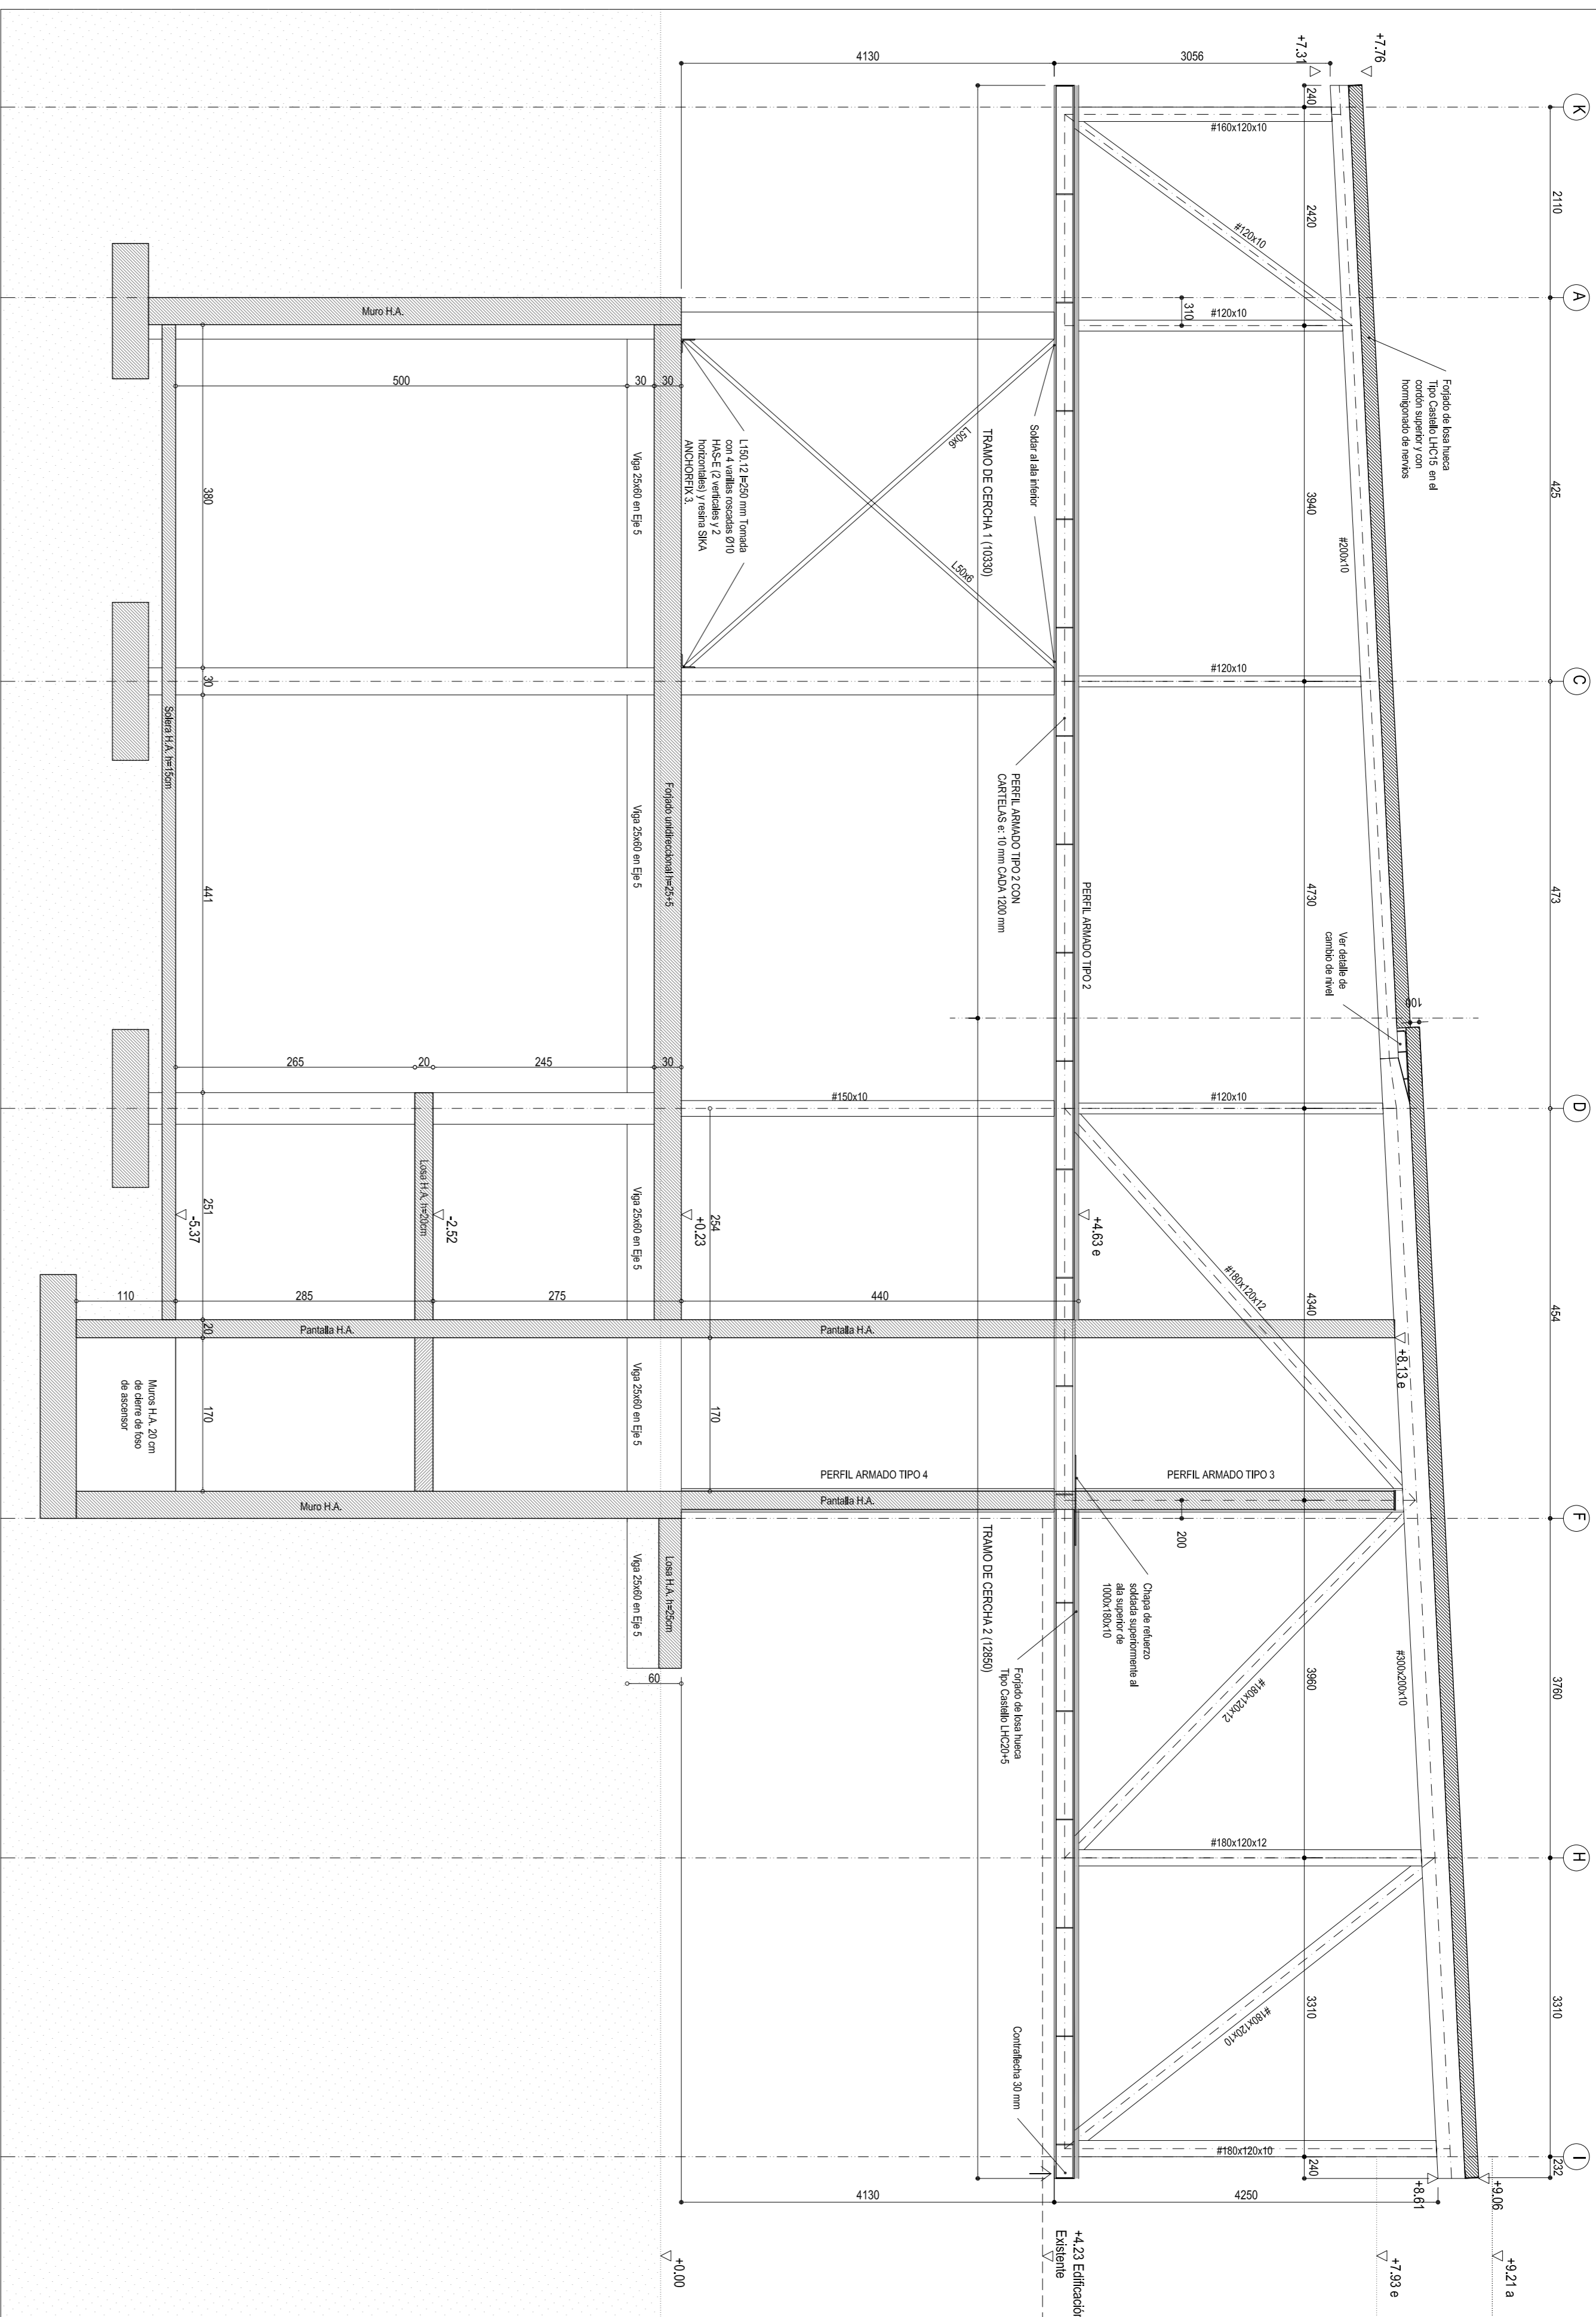 K
A
C
D
F
H
I
2110
425
473
454
3760
3310
232
+7.76
+7.31
+9.06
+8.61
+9.21 a
+7.93 e
240
2420
3940
4730
4340
3960
3310
240
4130
3056
4130
4250
#160x120x10
#120x10
#120x10
310
Forjado de losa hueca
Tipo Castello LHC15 en el
cordón superior y con
hormigonado de nervios
#200x10
#120x10
Ver detalle de
cambio de nivel
100
#120x10
#180x120x12
+8.13 e
PERFIL ARMADO TIPO 3
200
#300x200x10
#180x120x12
#180x120x12
#180x120x10
#180x120x10
Soldar al ala inferior
TRAMO DE CERCHA 1 (10330)
PERFIL ARMADO TIPO 2 CON
CARTELAS e: 10 mm CADA 1200 mm
PERFIL ARMADO TIPO 2
+4.63 e
Chapa de refuerzo
soldada superiormente al
ala superior de
1000x180x10
Forjado de losa hueca
Tipo Castello LHC20+5
TRAMO DE CERCHA 2 (12850)
Contraflecha 30 mm
+4.23 Edificación
Existente
L50x6
L50x6
L150.12 l=250 mm Tomada
con 4 varillas roscadas Ø10
HAS-E (2 verticales y 2
horizontales) y resina SIKA
ANCHORFIX 3.
#150x10
254
440
Pantalla H.A.
170
PERFIL ARMADO TIPO 4
Pantalla H.A.
+0.23
+0.00
Forjado unidireccional h=25+5
Losa H.A. h=25cm
60
Viga 25x60 en Eje 5
Viga 25x60 en Eje 5
Viga 25x60 en Eje 5
Viga 25x60 en Eje 5
Viga 25x60 en Eje 5
Muro H.A.
500
30
30
265
20
245
30
-2.52
Losa H.A. h=20cm
110
285
275
Pantalla H.A.
Muro H.A.
380
30
441
251
20
170
-5.37
Solera H.A. h=15cm
Muros H.A. 20 cm
de cierre de foso
de ascensor